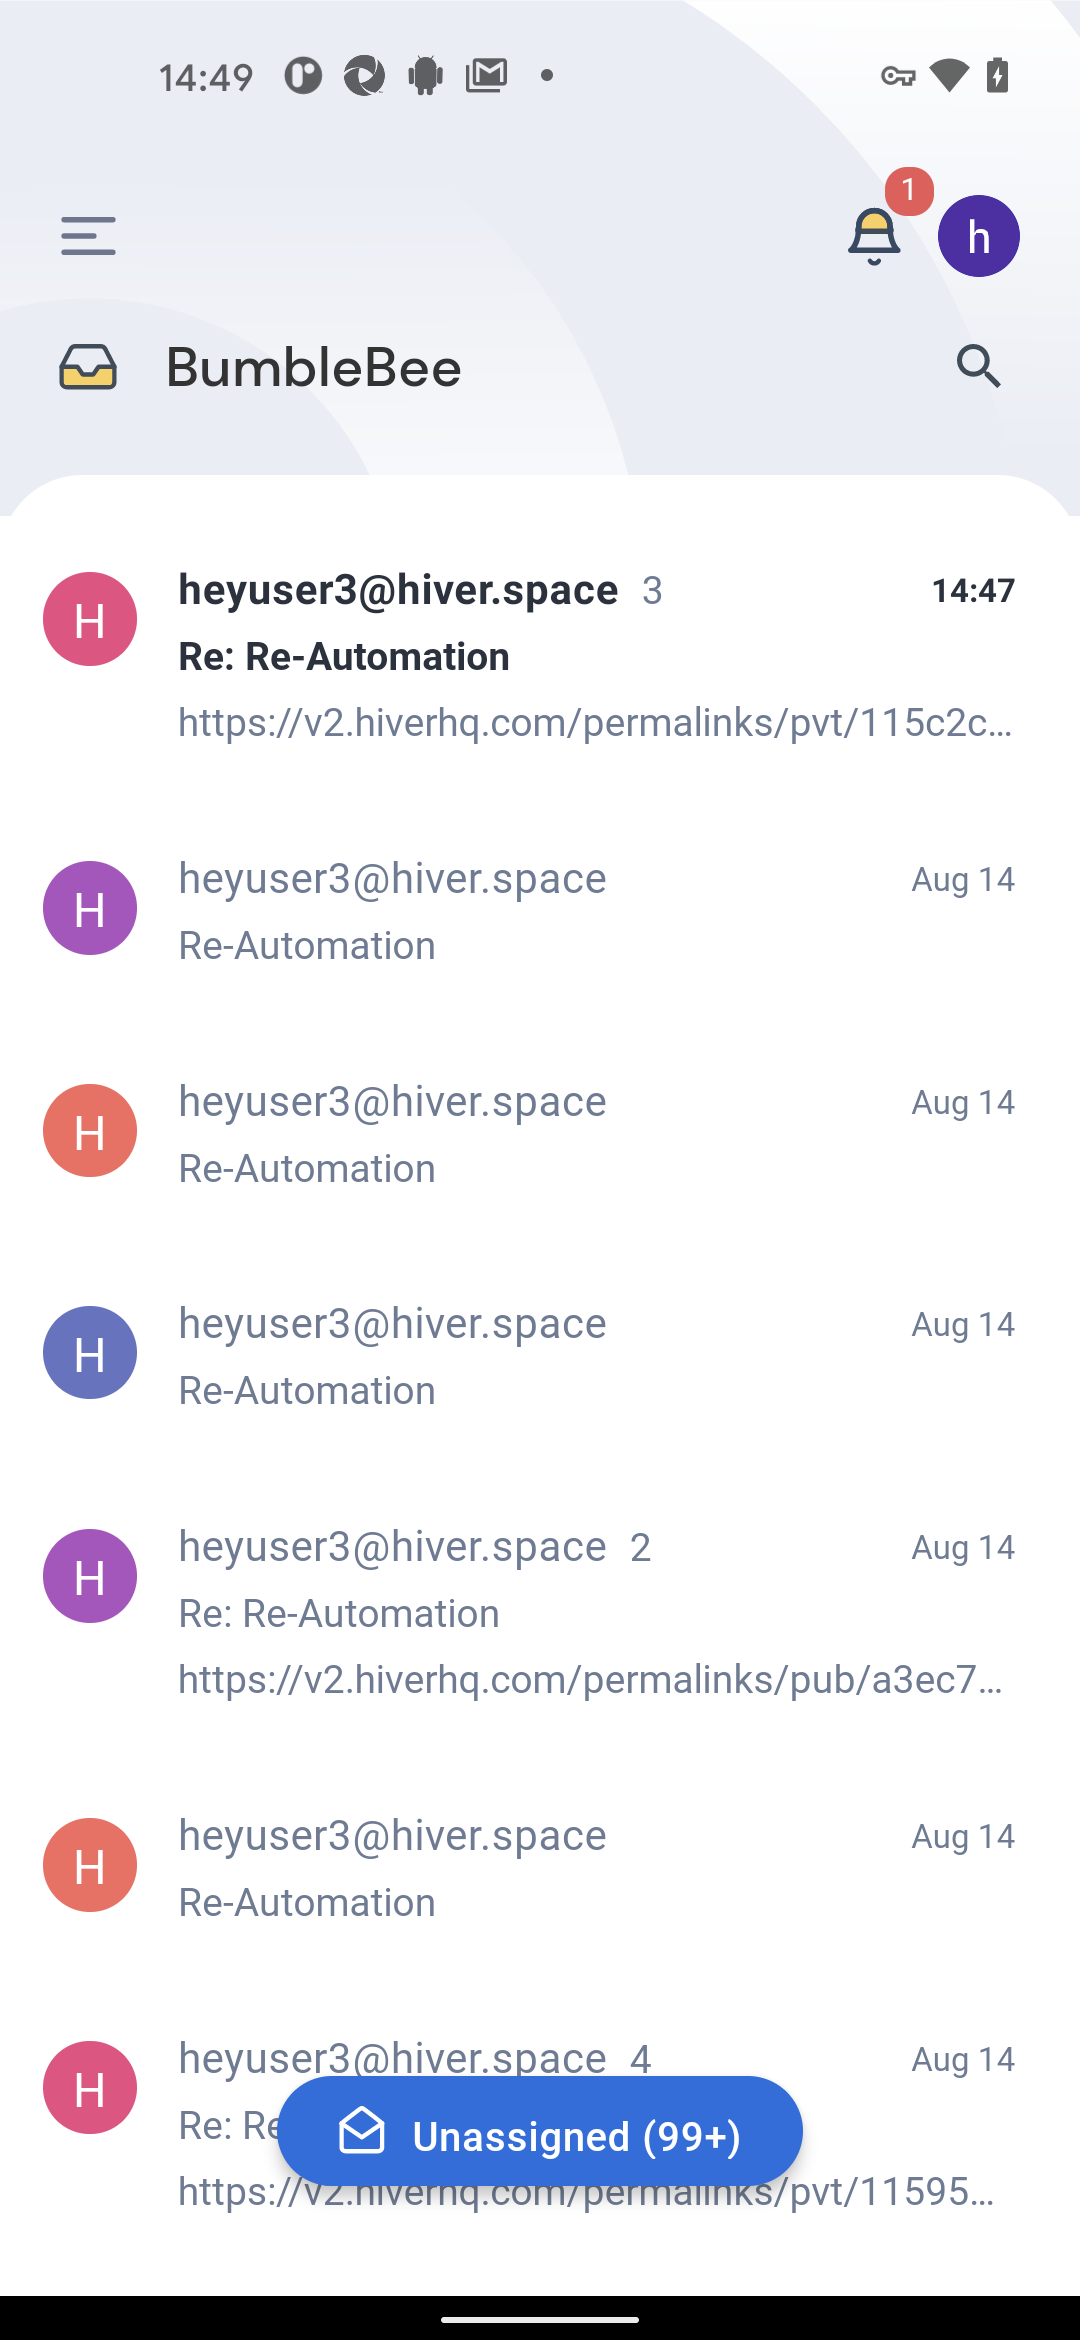 14:49
1
h
BumbleBee
H heyuser3@hiver.space 3 14:47
Re: Re-Automation
https://v2.hiverhq.com/permalinks/pvt/115c2c...
H heyuser3@hiver.space Aug 14
Re-Automation
H heyuser3@hiver.space Aug 14
Re-Automation
H heyuser3@hiver.space Aug 14
Re-Automation
H heyuser3@hiver.space 2 Aug 14
Re: Re-Automation
https://v2.hiverhq.com/permalinks/pub/a3ec7...
H heyuser3@hiver.space Aug 14
Re-Automation
H heyuser3@hiver.space 4 Aug 14
Re: Re
Unassigned (99+)
https://v2.hiverhq.com/permalinks/pvt/11595...